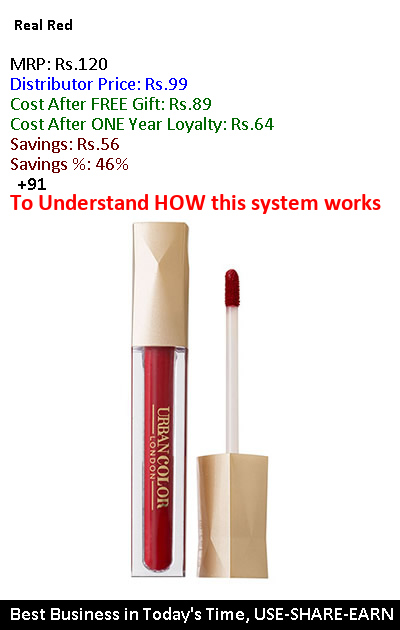 Real Red
MRP: Rs.120
Distributor Price: Rs.99
Cost After FREE Gift: Rs.89
Cost After ONE Year Loyalty: Rs.64
Savings: Rs.56
Savings %: 46%
+91
To Understand HOW this system works
URBAN COLOR
LONDON
Best Business in Today's Time, USE-SHARE-EARN